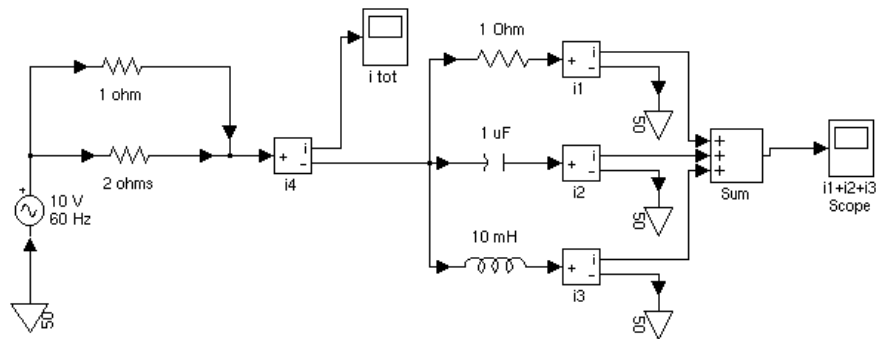 1 Ohm
i
+
−
i1
i tot
1 ohm
50
1 uF
i
+
−
i4
i
+
−
i2
+
+
+
Sum
i1+i2+i3
Scope
2 ohms
+
10 V
60 Hz
50
10 mH
i
+
−
i3
50
50